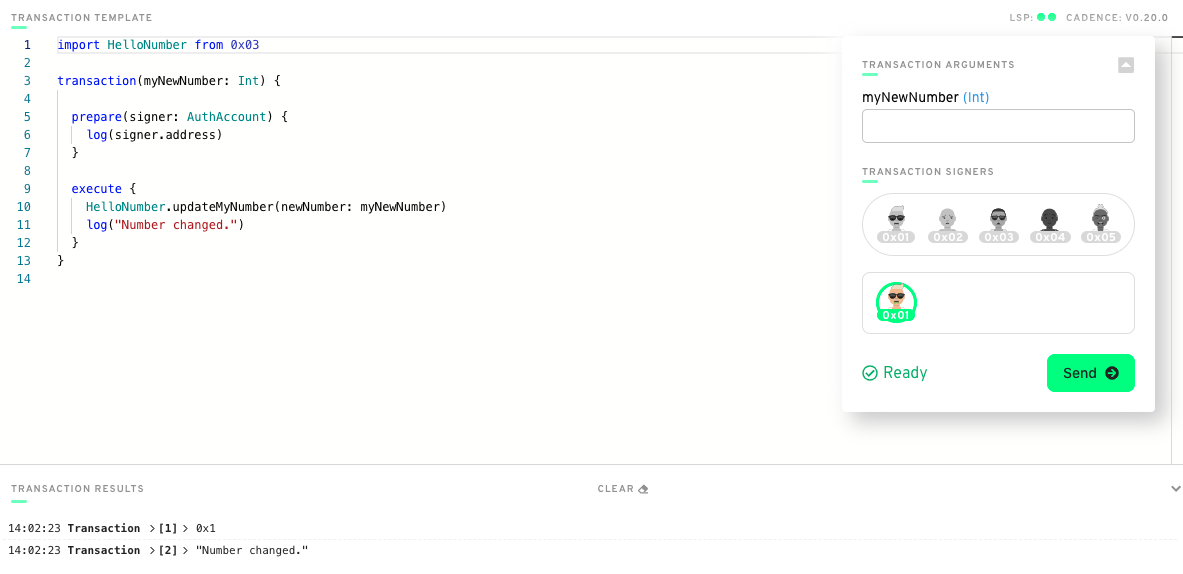 TRANSACTION TEMPLATE
LSP: CADENCE: V0.20.0
1 import HelloNumber from 0x03
2
3 transaction(myNewNumber: Int) {
4
5 prepare(signer: AuthAccount) {
6 log(signer.address)
7 }
8
9 execute {
10 HelloNumber.updateMyNumber(newNumber: myNewNumber)
11 log("Number changed.")
12 }
13 }
14
TRANSACTION ARGUMENTS
myNewNumber (Int)
TRANSACTION SIGNERS
0x01 0x02 0x03 0x04 0x05
0x01
Ready Send
TRANSACTION RESULTS CLEAR
14:02:23 Transaction > [1] > 0x1
14:02:23 Transaction > [2] > "Number changed."